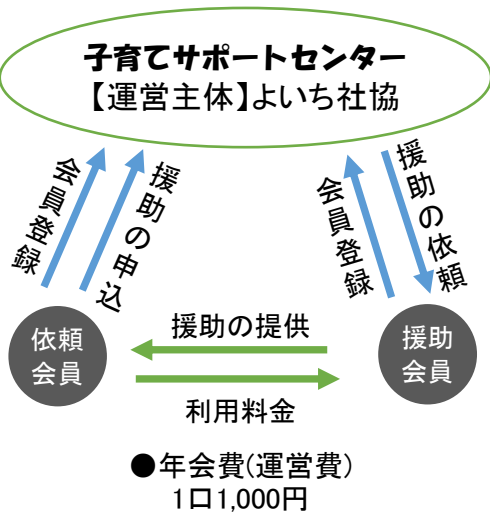 子育てサポートセンター
【運営主体】よいち社協
会員登録
援助の申込
会員登録
援助の依頼
依頼
会員
援助の提供
利用料金
援助
会員
●年会費(運営費)
1口1,000円